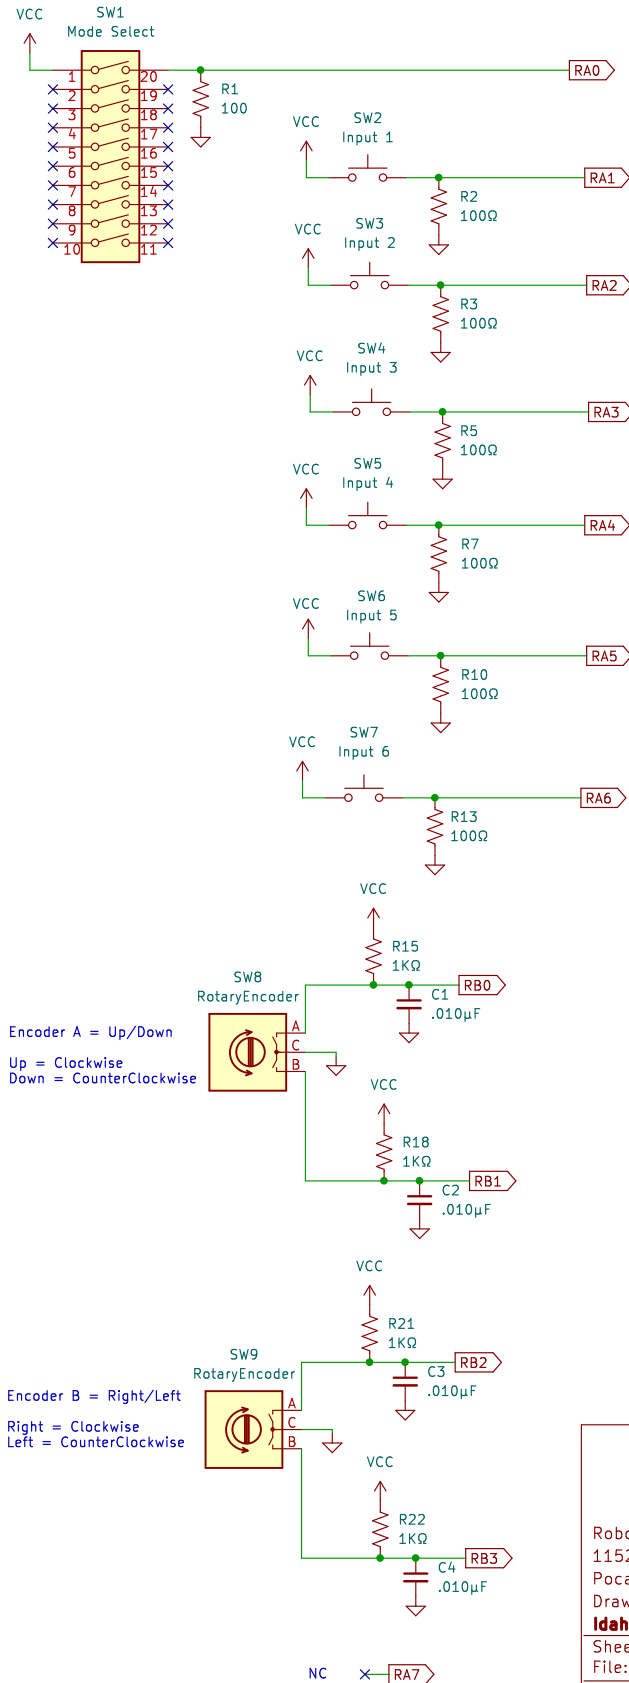 VCC
SW1
Mode Select
1
20
2
19
3
18
4
17
5
16
6
15
7
14
8
13
9
12
10
11
R1
100
RA0
VCC
SW2
Input 1
RA1
R2
100Ω
VCC
SW3
Input 2
RA2
R3
100Ω
VCC
SW4
Input 3
RA3
R5
100Ω
VCC
SW5
Input 4
RA4
R7
100Ω
VCC
SW6
Input 5
RA5
R10
100Ω
VCC
SW7
Input 6
RA6
R13
100Ω
VCC
R15
1KΩ
RB0
C1
.010µF
SW8
RotaryEncoder
A
C
B
Encoder A = Up/Down
Up = Clockwise
Down = CounterClockwise
VCC
R18
1KΩ
RB1
C2
.010µF
VCC
R21
1KΩ
RB2
C3
.010µF
SW9
RotaryEncoder
A
C
B
Encoder B = Right/Left
Right = Clockwise
Left = CounterClockwise
VCC
R22
1KΩ
RB3
C4
.010µF
NC
RA7
File: